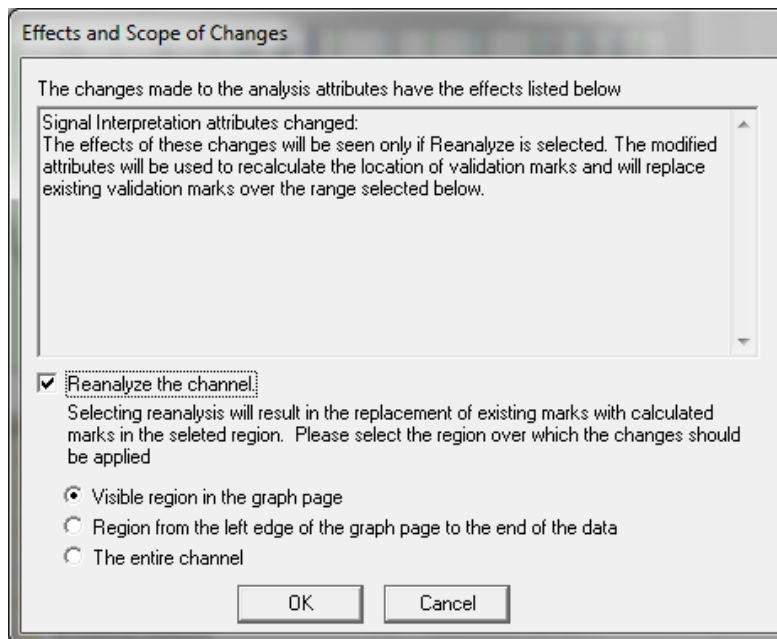 Effects and Scope of Changes
The changes made to the analysis attributes have the effects listed below
Signal Interpretation attributes changed:
The effects of these changes will be seen only if Reanalyze is selected. The modified
attributes will be used to recalculate the location of validation marks and will replace
existing validation marks over the range selected below.
Reanalyze the channel.
Selecting reanalysis will result in the replacement of existing marks with calculated
marks in the seleted region.  Please select the region over which the changes should
be applied
Visible region in the graph page
Region from the left edge of the graph page to the end of the data
The entire channel
OK Cancel